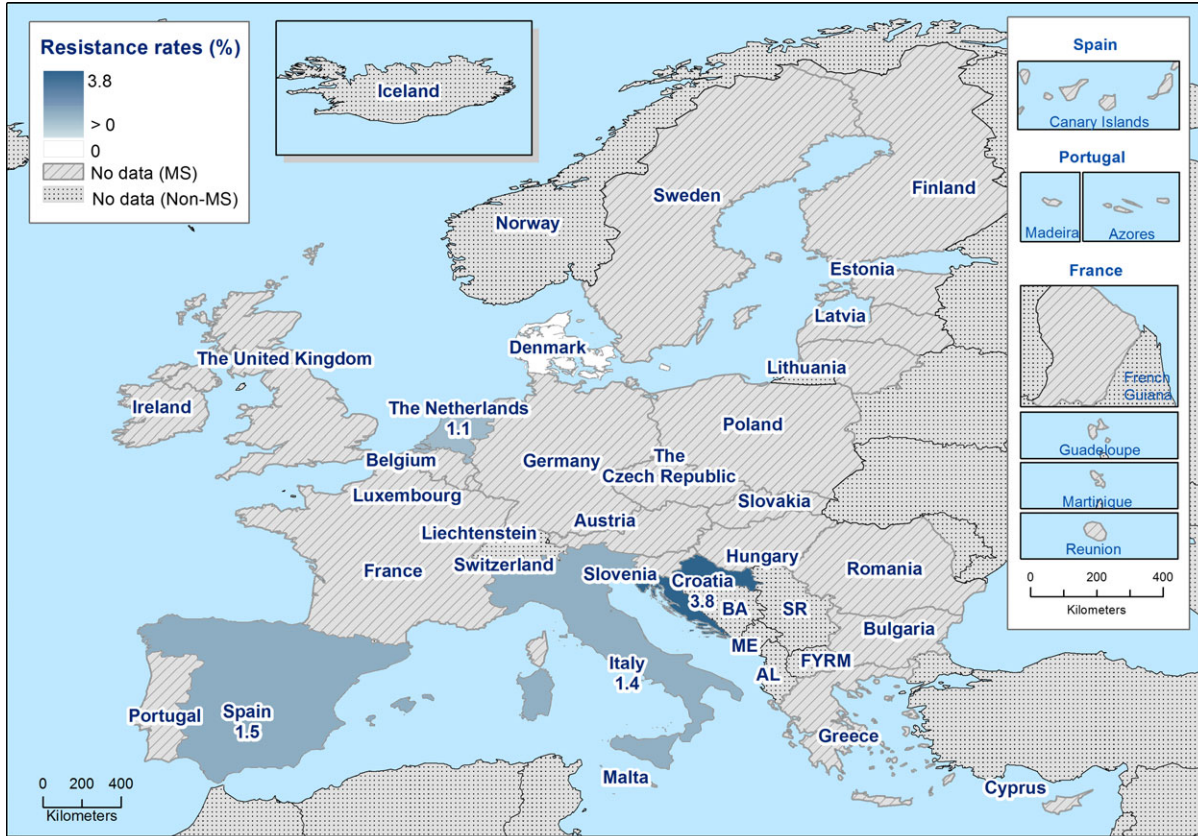 Resistance rates (%)
3.8
> 0
0
No data (MS)
No data (Non-MS)
Iceland
Norway
Sweden
Finland
Estonia
Latvia
Lithuania
Denmark
The United Kingdom
Ireland
The Netherlands
1.1
Belgium
Luxembourg
Germany
Poland
The
Czech Republic
Slovakia
Austria
Liechtenstein
Switzerland
France
Hungary
Romania
Slovenia
Croatia
3.8
BA
SR
Bulgaria
ME
FYRM
AL
Italy
1.4
Portugal
Spain
1.5
Greece
Malta
Cyprus
0 200 400
Kilometers
Spain
Canary Islands
Portugal
Madeira
Azores
France
French
Guiana
Guadeloupe
Martinique
Reunion
0 200 400
Kilometers